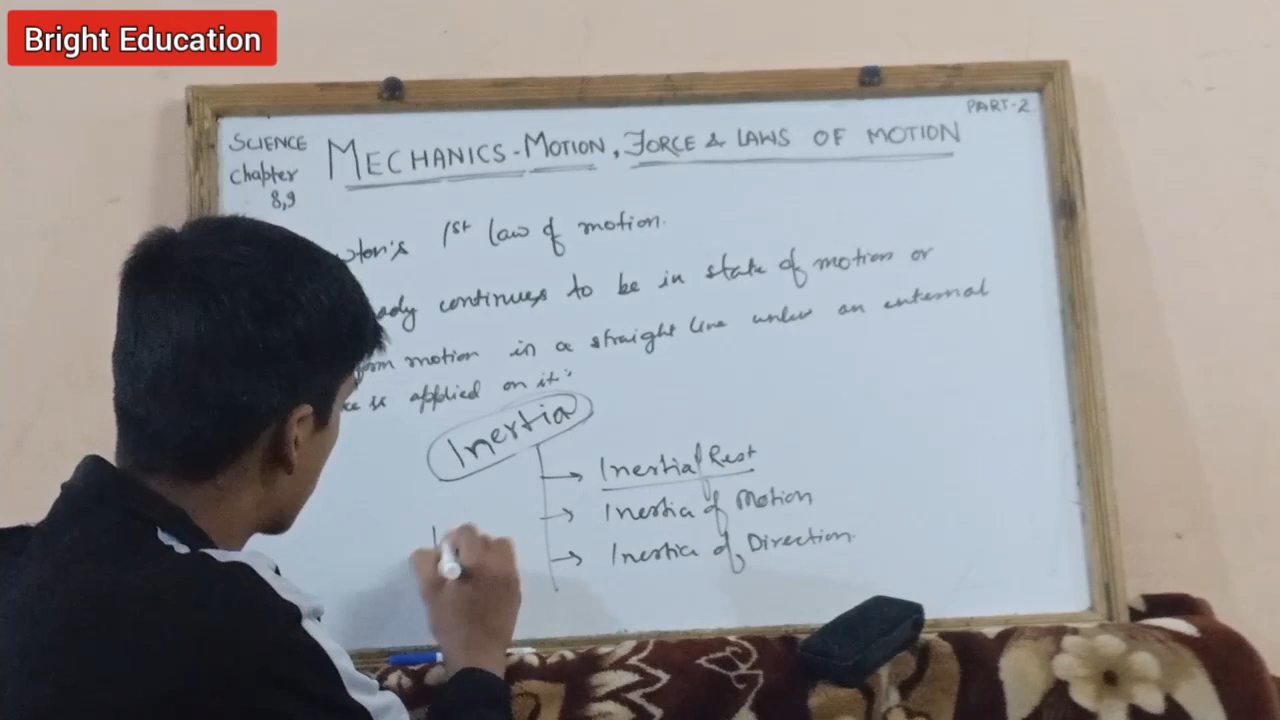 Bright Education
PART-2
SCIENCE
Chapter
8,9
MECHANICS-MOTION, FORCE & LAWS OF MOTION
1st law of motion.
continues to be in state of motion or
motion in a straight line unless an external
is applied on it."
Inertia
Inertia of Rest
Inertia of Motion
Inertia of Direction.